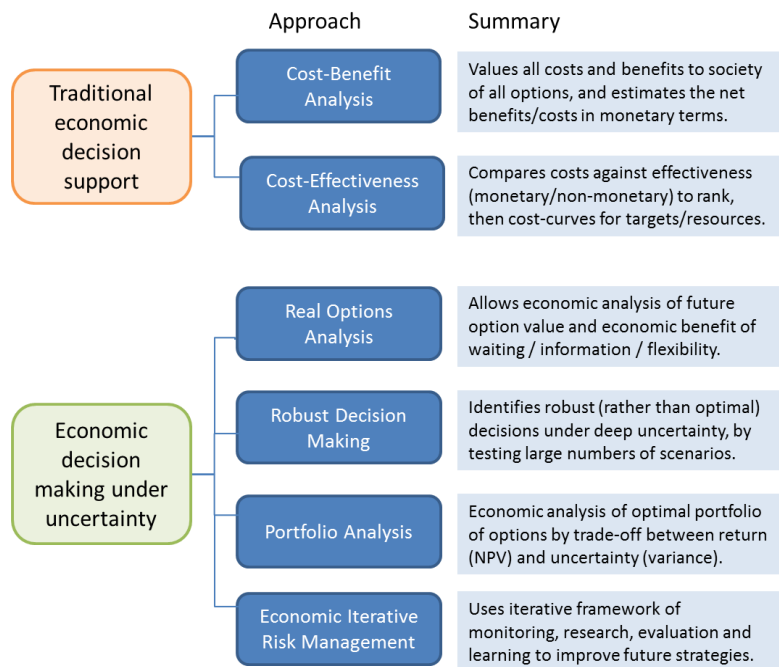 Approach
Summary
Traditional
economic
decision
support
Cost-Benefit
Analysis
Values all costs and benefits to society
of all options, and estimates the net
benefits/costs in monetary terms.
Cost-Effectiveness
Analysis
Compares costs against effectiveness
(monetary/non-monetary) to rank,
then cost-curves for targets/resources.
Economic
decision
making under
uncertainty
Real Options
Analysis
Allows economic analysis of future
option value and economic benefit of
waiting / information / flexibility.
Robust Decision
Making
Identifies robust (rather than optimal)
decisions under deep uncertainty, by
testing large numbers of scenarios.
Portfolio Analysis
Economic analysis of optimal portfolio
of options by trade-off between return
(NPV) and uncertainty (variance).
Economic Iterative
Risk Management
Uses iterative framework of
monitoring, research, evaluation and
learning to improve future strategies.